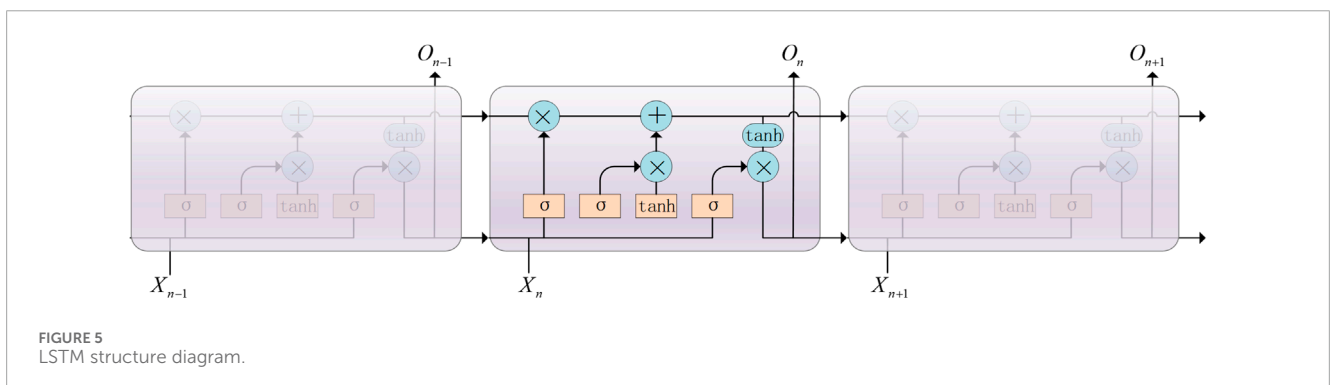 O_{n-1} O_n O_{n+1}
× + × + × +
tanh tanh tanh
× × ×
σ σ tanh σ σ σ tanh σ σ σ tanh σ
X_{n-1} X_n X_{n+1}
FIGURE 5
LSTM structure diagram.